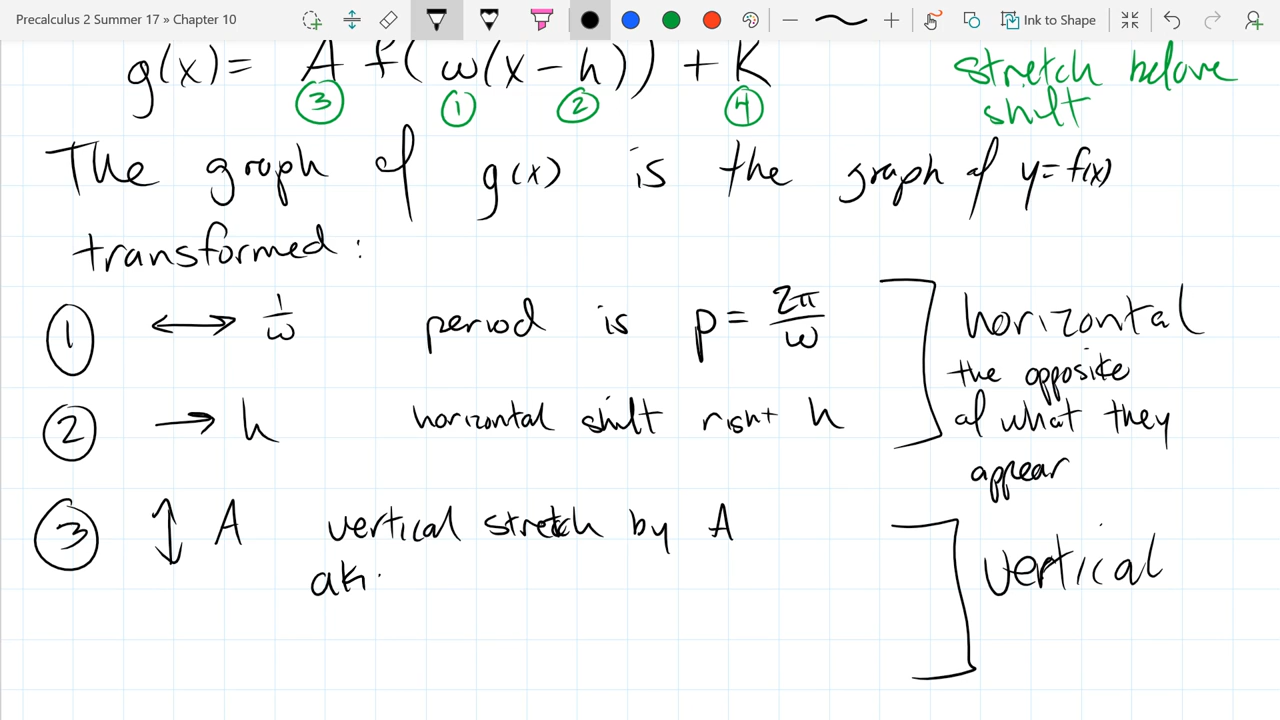 Precalculus 2 Summer 17 » Chapter 10
Ink to Shape
g(x) = A f( ω(x - h)) + K
③ ① ② ④
stretch before
shift
The graph of g(x) is the graph of y = f(x)
transformed:
① ↔ 1/ω period is p = 2π/ω
② → h horizontal shift right h
horizontal
the opposite
of what they
appear
③ ↕ A vertical stretch by A
ak
vertical